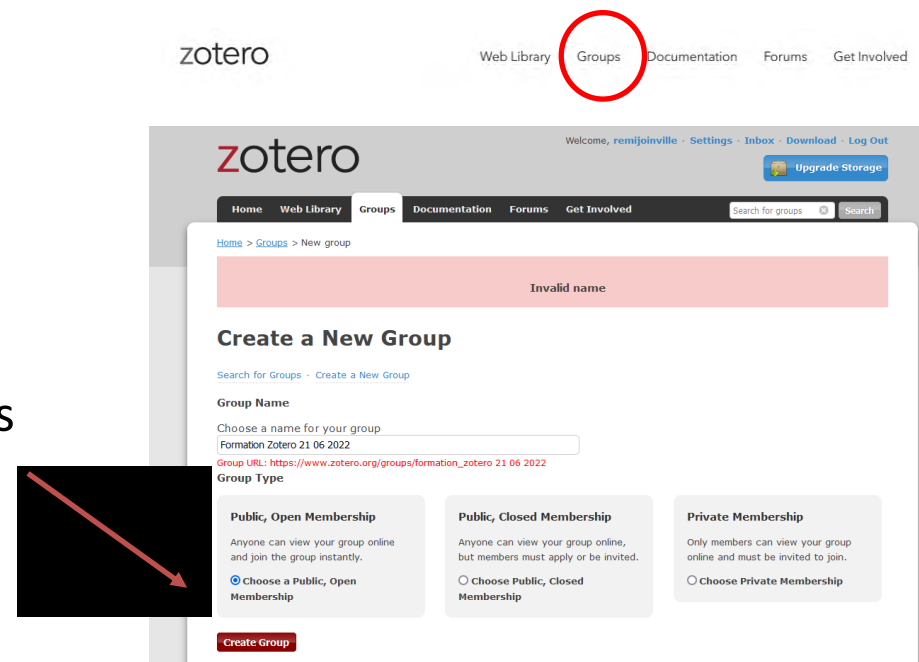 zotero
Web Library Groups Documentation Forums Get Involved
zotero
Welcome, remijoinville · Settings · Inbox · Download · Log Out
Upgrade Storage
Home Web Library Groups Documentation Forums Get Involved
Search for groups Search
Home > Groups > New group
Invalid name
Create a New Group
Search for Groups · Create a New Group
Group Name
Choose a name for your group
Formation Zotero 21 06 2022
Group URL: https://www.zotero.org/groups/formation_zotero 21 06 2022
Group Type
s
Public, Open Membership
Anyone can view your group online
and join the group instantly.
Choose a Public, Open
Membership
Public, Closed Membership
Anyone can view your group online,
but members must apply or be invited.
Choose Public, Closed
Membership
Private Membership
Only members can view your group
online and must be invited to join.
Choose Private Membership
Create Group